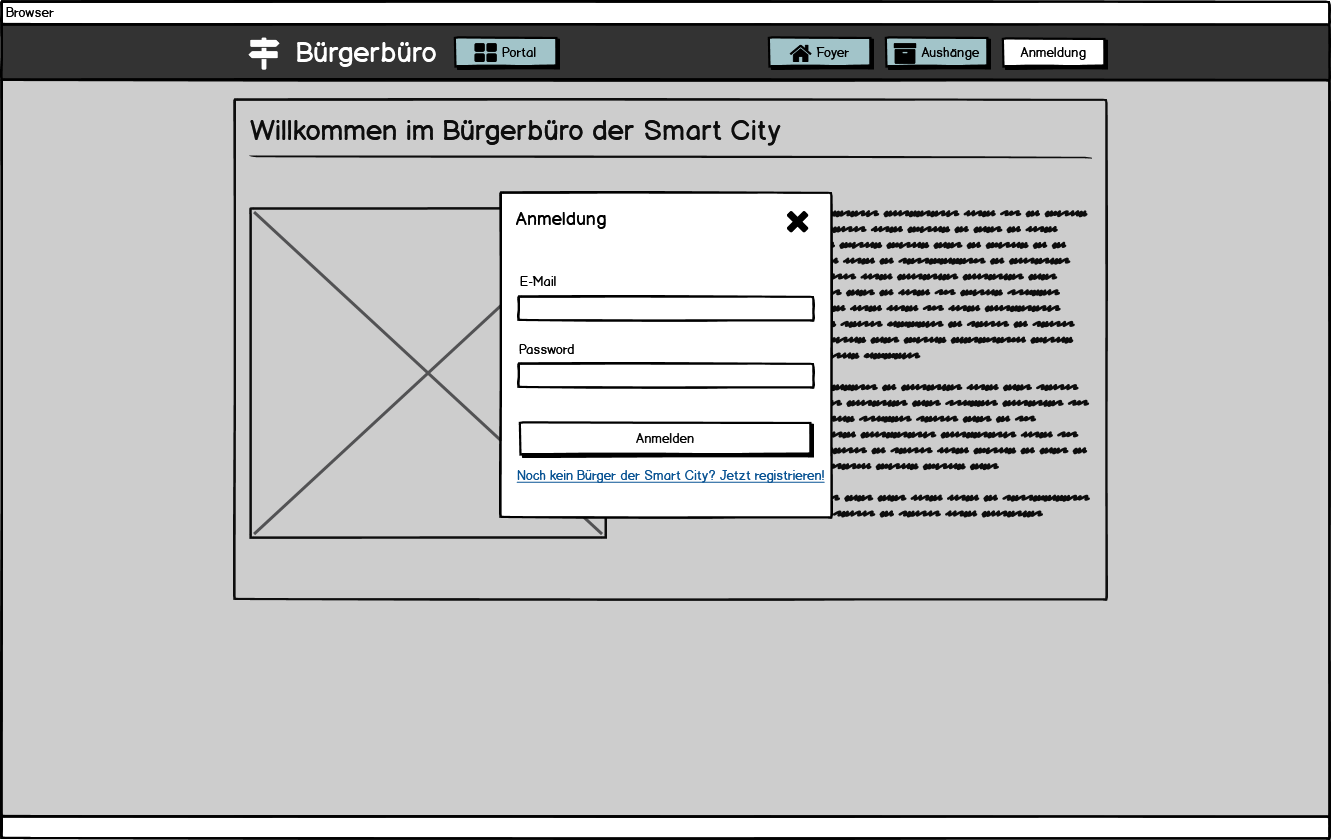 Browser
Bürgerbüro
Portal
Foyer
Aushänge
Anmeldung
Willkommen im Bürgerbüro der Smart City
Anmeldung
E-Mail
Password
Anmelden
Noch kein Bürger der Smart City? Jetzt registrieren!